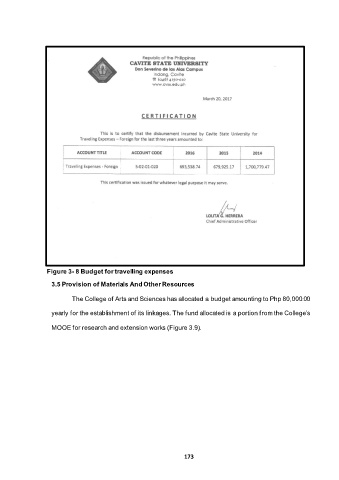 Republic of the Philippines
CAVITE STATE UNIVERSITY
Don Severino de las Alas Campus
Indang, Cavite
www.cvsu.edu.ph
March 20, 2017
CERTIFICATION
This is to certify that the disbursement incurred by Cavite State University for
Traveling Expenses – Foreign for the last three years amounted to:
ACCOUNT TITLE ACCOUNT CODE 2016 2015 2014
Traveling Expenses - Foreign 5-02-01-020 693,538.74 879,925.17 1,700,779.47
This certification was issued for whatever legal purpose it may serve.
LOLITA G. HERRERA
Chief Administrative Officer
Figure 3- 8 Budget for travelling expenses
3.5 Provision of Materials And Other Resources
The College of Arts and Sciences has allocated a budget amounting to Php 80,000.00
yearly for the establishment of its linkages. The fund allocated is a portion from the College's
MOOE for research and extension works (Figure 3.9).
173